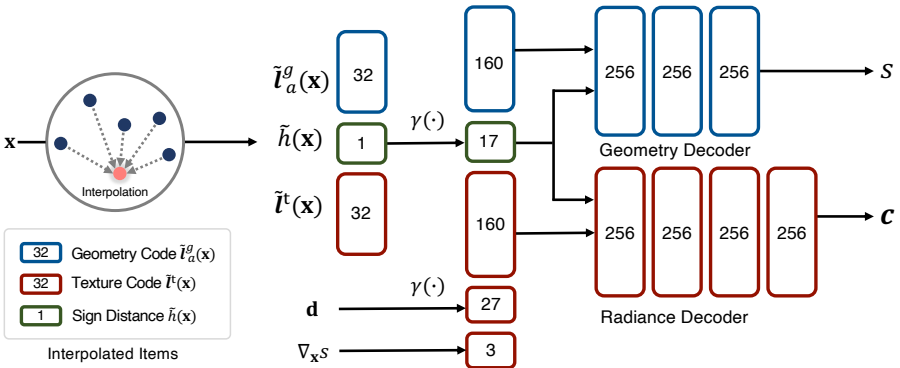 x
Interpolation
32
Geometry Code l̃ᵍₐ(x)
32
Texture Code l̃ᵗ(x)
1
Sign Distance h̃(x)
Interpolated Items
l̃ᵍₐ(x)
32
160
h̃(x)
1
γ(·)
17
l̃ᵗ(x)
32
160
d
γ(·)
27
∇ₓs
3
256
256
256
s
Geometry Decoder
256
256
256
256
c
Radiance Decoder